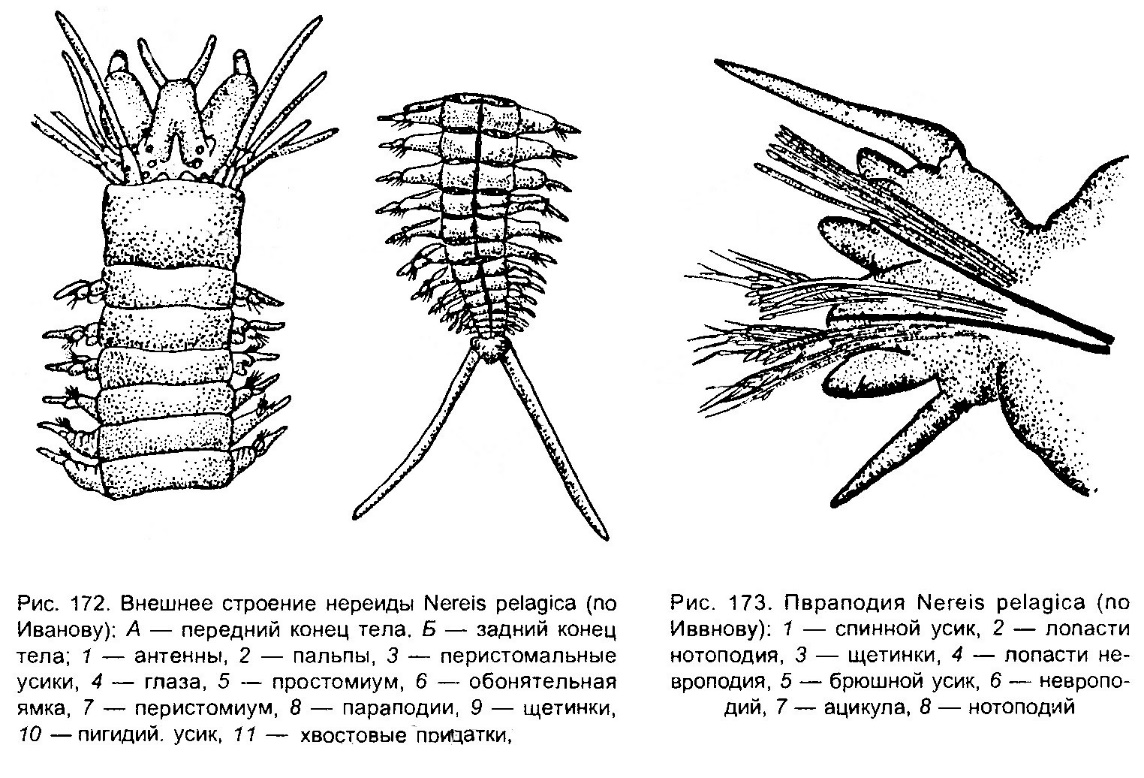 Рис. 172. Внешнее строение нереиды Nereis pelagica (по
Иванову): А — передний конец тела. Б — задний конец
тела; 1 — антенны, 2 — пальпы, 3 — перистомальные
усики, 4 — глаза, 5 — простомиум, 6 — обонятельная
ямка, 7 — перистомиум, 8 — параподии, 9 — щетинки,
10 — пигидий. усик, 11 — хвостовые придатки,
Рис. 173. Пвраподия Nereis pelagica (по
Иввнову): 1 — спинной усик, 2 — лопасти
нотоподия, 3 — щетинки, 4 — лопасти не-
вроподия, 5 — брюшной усик, 6 — невропо-
дий, 7 — ацикула, 8 — нотоподий